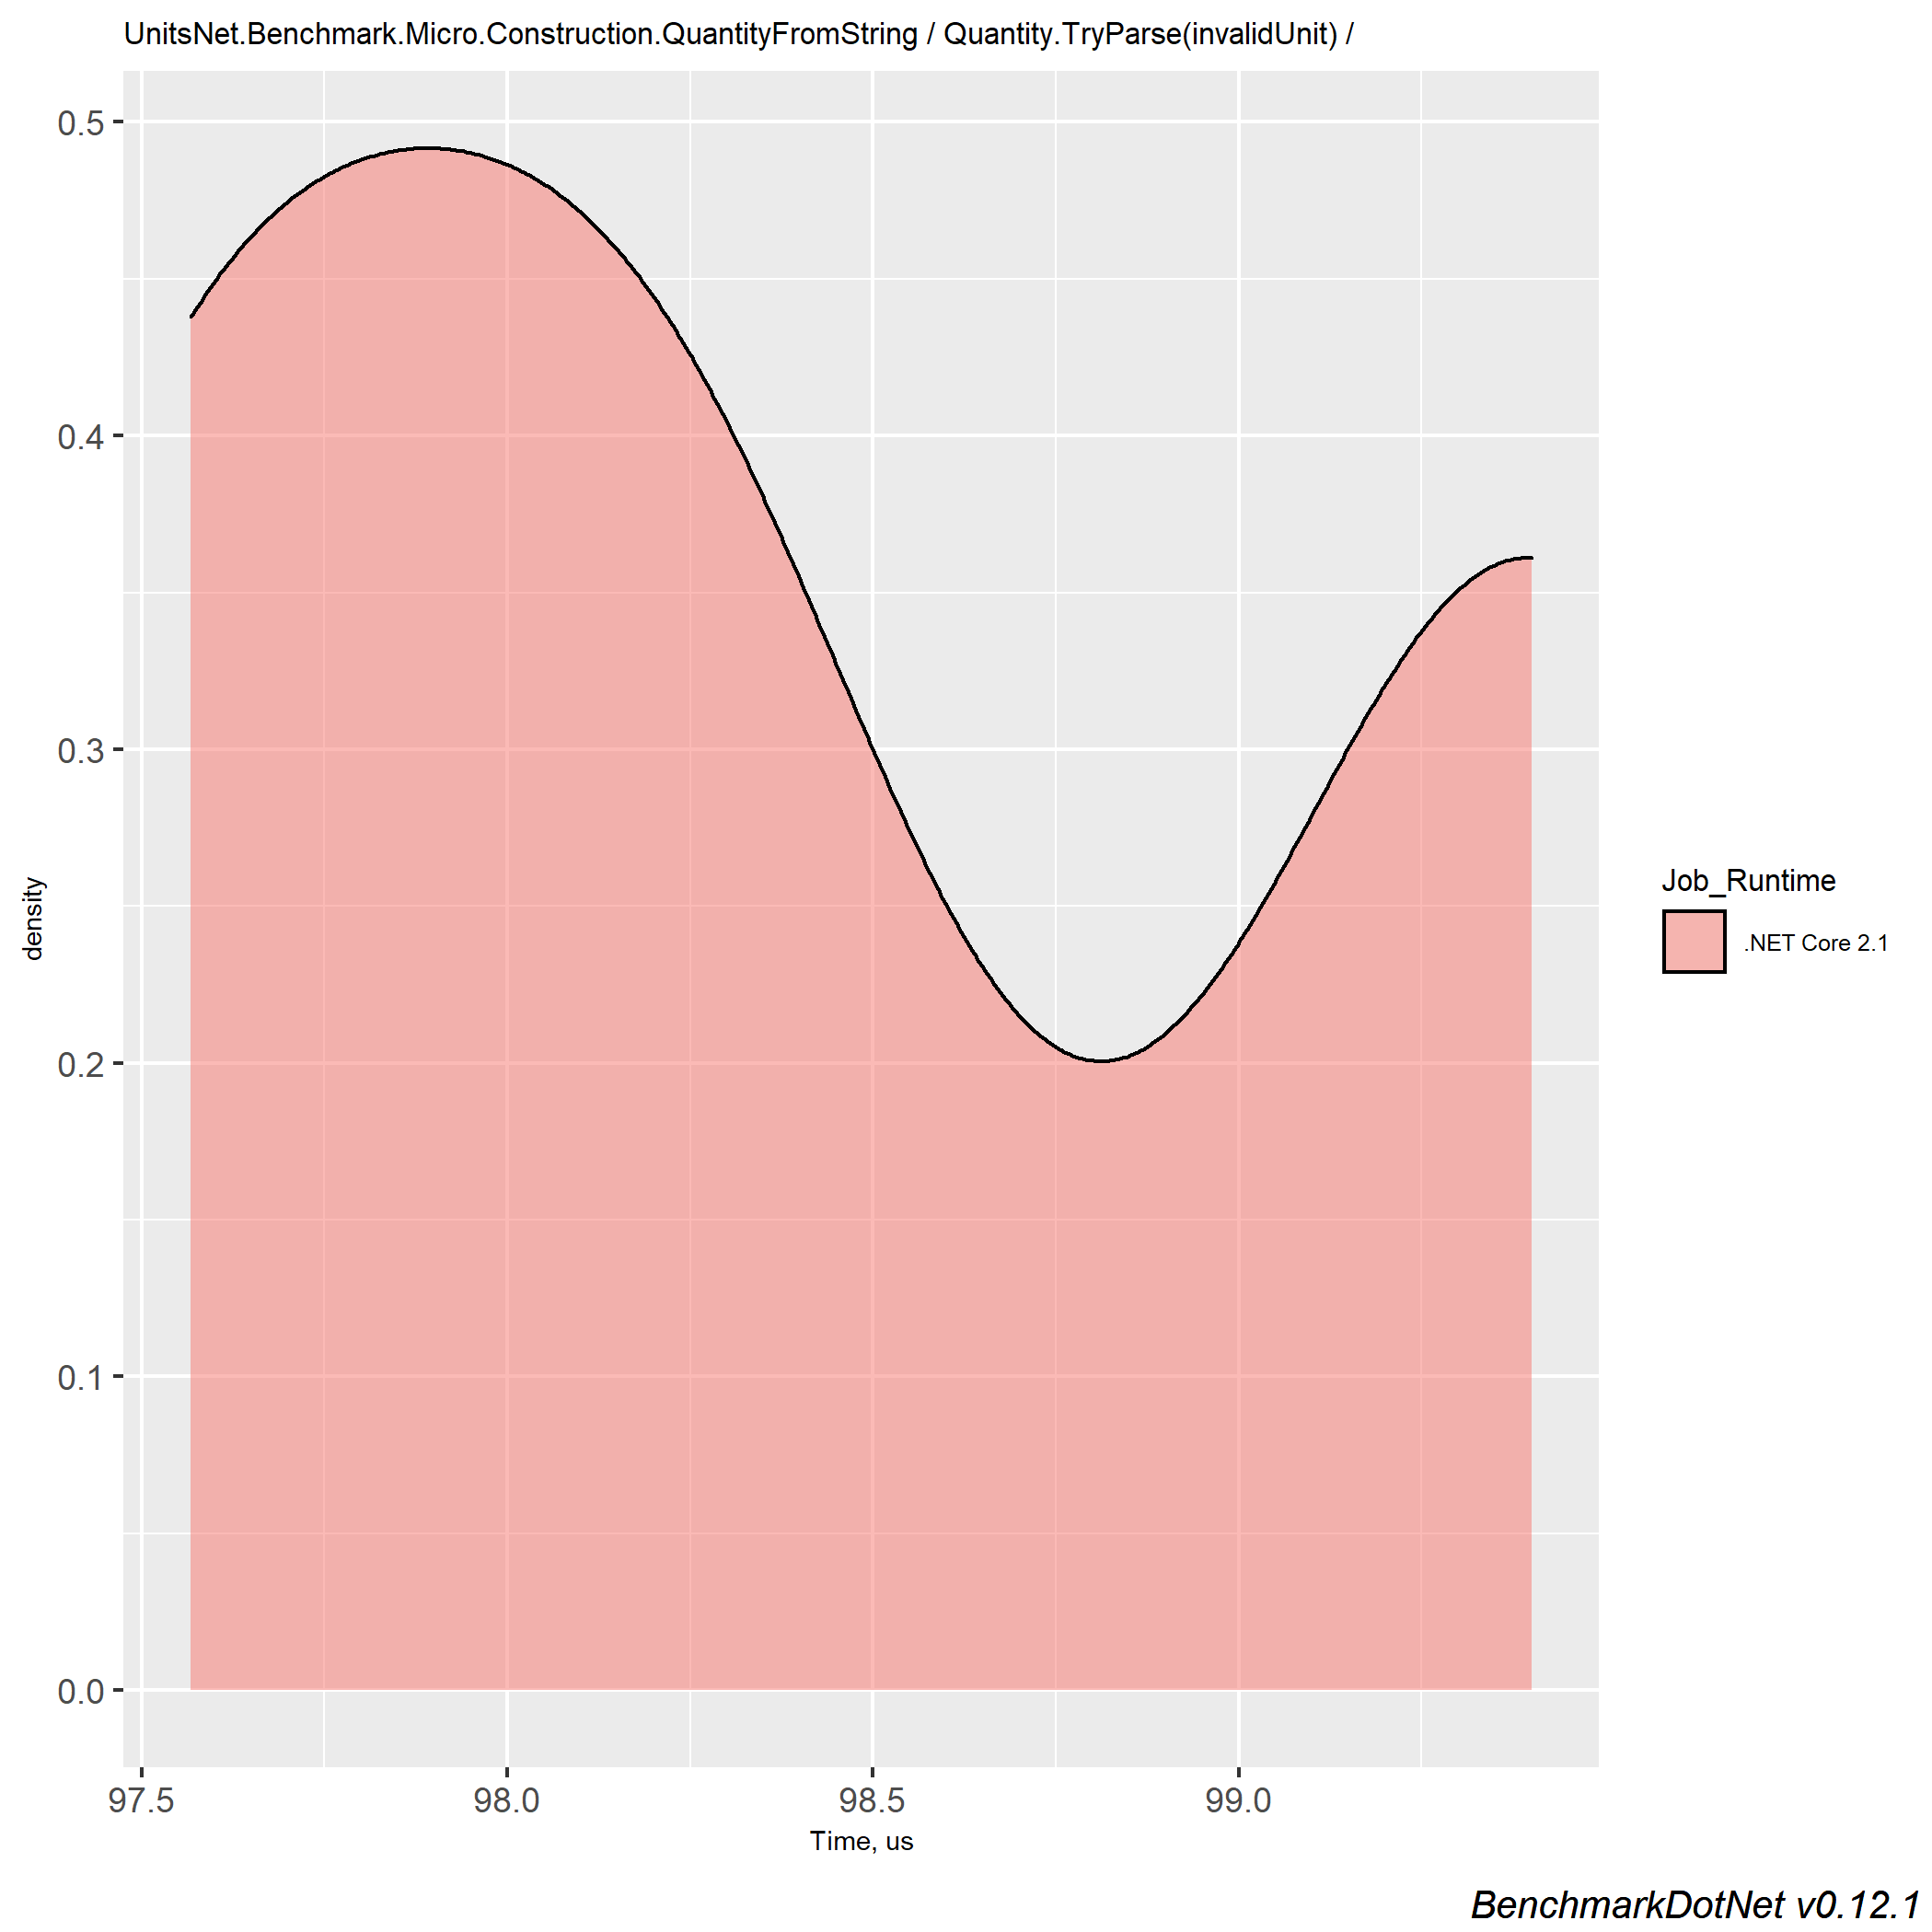 UnitsNet.Benchmark.Micro.Construction.QuantityFromString / Quantity.TryParse(invalidUnit) /
0.5
0.4
0.3
0.2
0.1
0.0
density
97.5 98.0 98.5 99.0
Time, us
Job_Runtime
.NET Core 2.1
BenchmarkDotNet v0.12.1